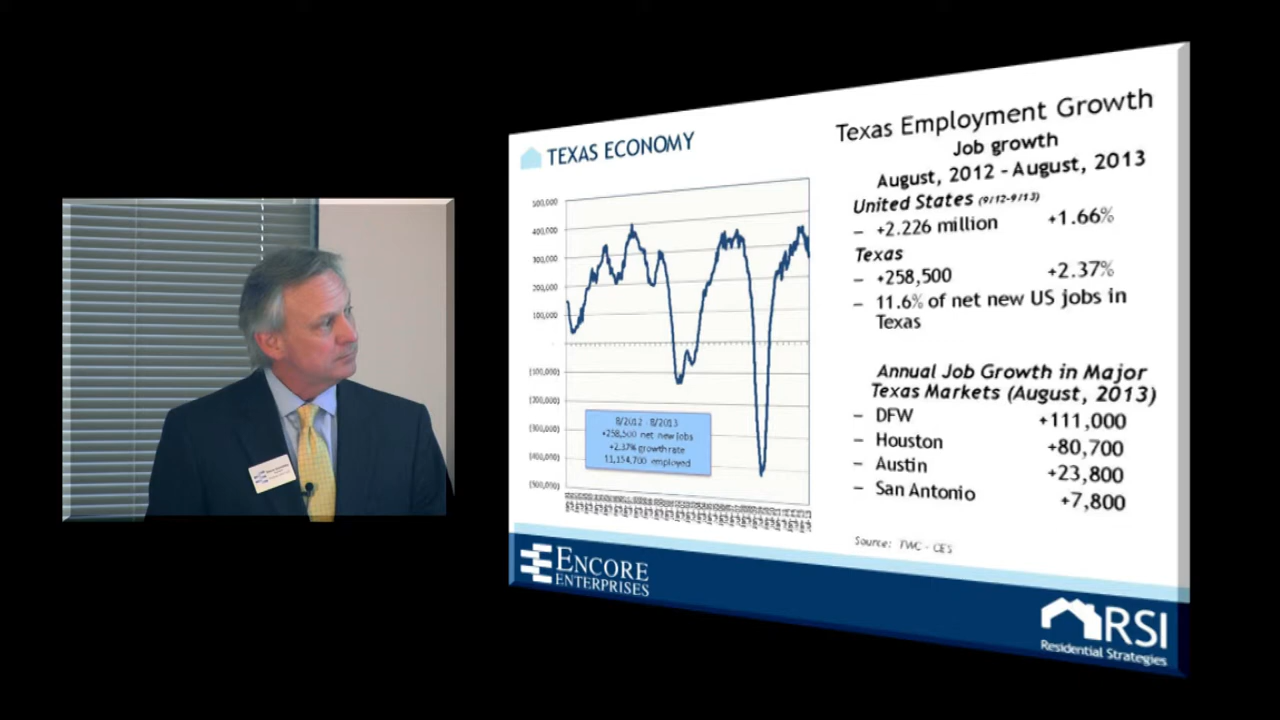 TEXAS ECONOMY
500,000
400,000
300,000
200,000
100,000
-
(100,000)
(200,000)
(300,000)
(400,000)
(500,000)
8/2012 - 8/2013
+258,500 net new jobs
+2.37% growth rate
11,154,700 employed
Texas Employment Growth
Job growth
August, 2012 - August, 2013
United States (9/12-9/13)
– +2.226 million +1.66%
Texas
– +258,500 +2.37%
– 11.6% of net new US jobs in
Texas
Annual Job Growth in Major
Texas Markets (August, 2013)
– DFW +111,000
– Houston +80,700
– Austin +23,800
– San Antonio +7,800
Source: TWC - CES
ENCORE
ENTERPRISES
RSI
Residential Strategies